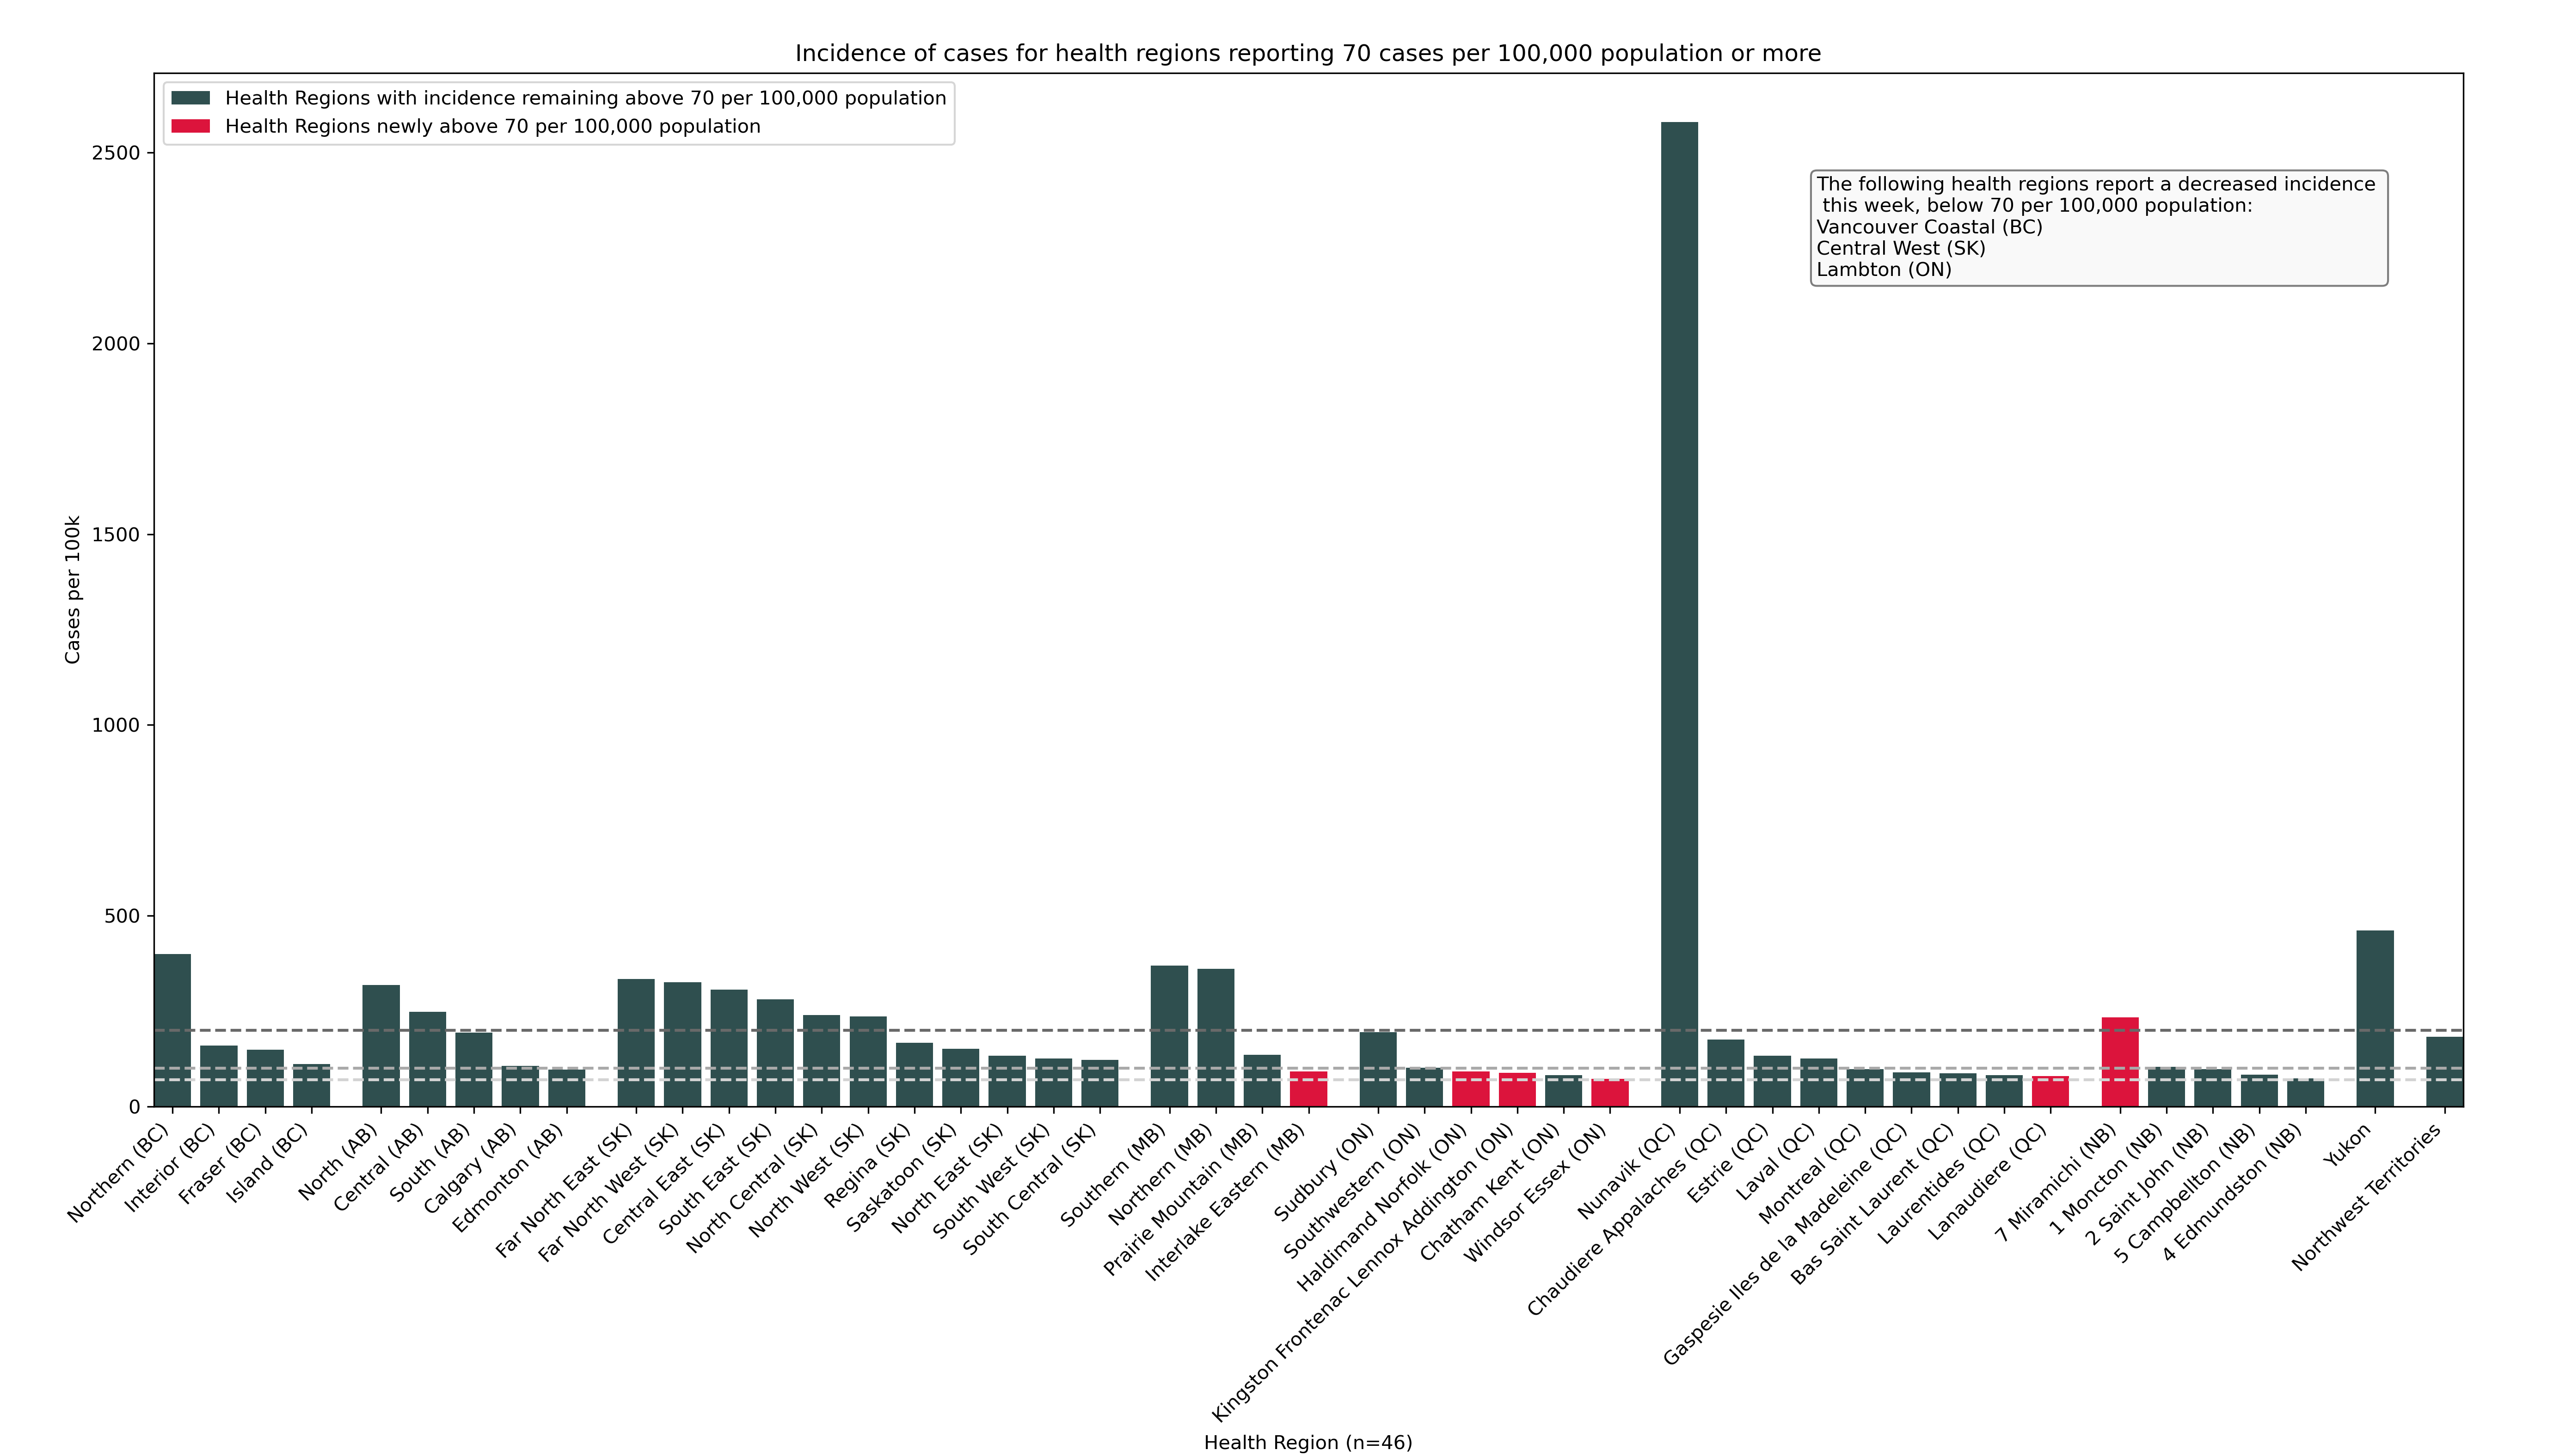 Incidence of cases for health regions reporting 70 cases per 100,000 population or more
Health Regions with incidence remaining above 70 per 100,000 population
Health Regions newly above 70 per 100,000 population
The following health regions report a decreased incidence
this week, below 70 per 100,000 population:
Vancouver Coastal (BC)
Central West (SK)
Lambton (ON)
Cases per 100k
2500
2000
1500
1000
500
0
Northern (BC)
Interior (BC)
Fraser (BC)
Island (BC)
North (AB)
Central (AB)
South (AB)
Calgary (AB)
Edmonton (AB)
Far North East (SK)
Far North West (SK)
Central East (SK)
South East (SK)
North Central (SK)
North West (SK)
Regina (SK)
Saskatoon (SK)
North East (SK)
South West (SK)
South Central (SK)
Southern (MB)
Northern (MB)
Prairie Mountain (MB)
Interlake Eastern (MB)
Sudbury (ON)
Southwestern (ON)
Haldimand Norfolk (ON)
Kingston Frontenac Lennox Addington (ON)
Chatham Kent (ON)
Windsor Essex (ON)
Nunavik (QC)
Chaudiere Appalaches (QC)
Estrie (QC)
Laval (QC)
Montreal (QC)
Gaspesie Iles de la Madeleine (QC)
Bas Saint Laurent (QC)
Laurentides (QC)
Lanaudiere (QC)
7 Miramichi (NB)
1 Moncton (NB)
2 Saint John (NB)
5 Campbellton (NB)
4 Edmundston (NB)
Yukon
Northwest Territories
Health Region (n=46)